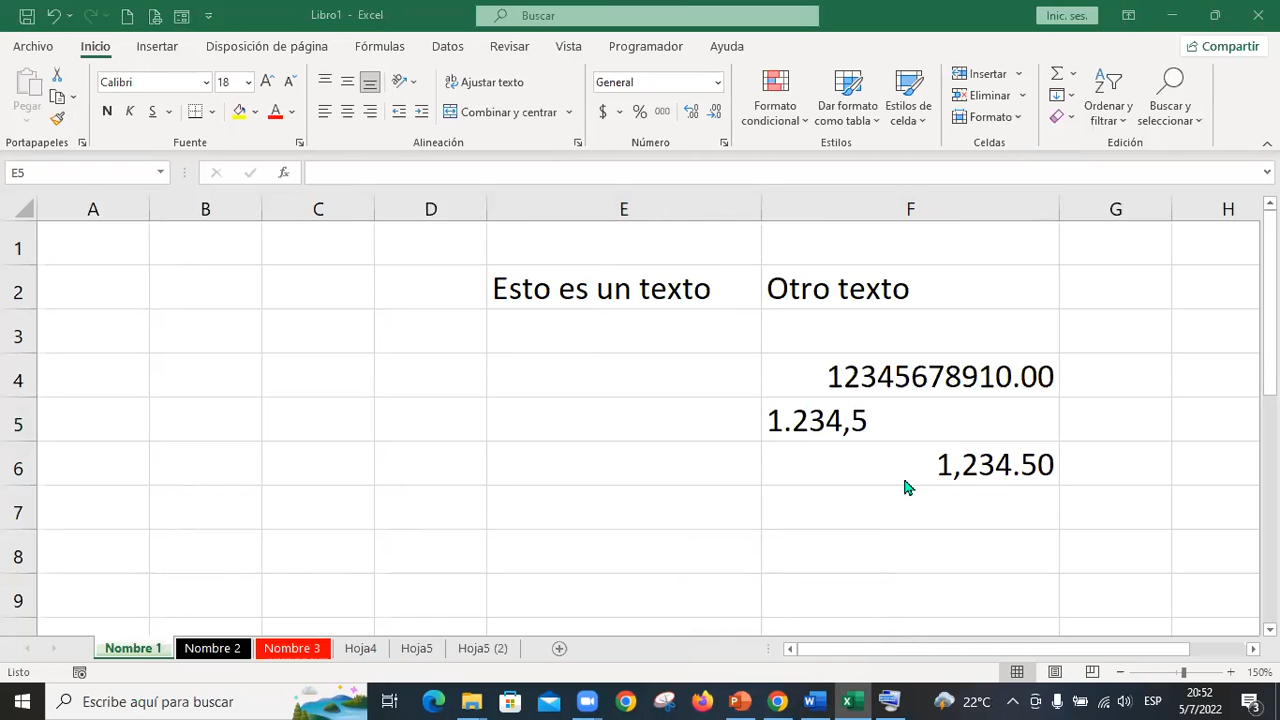 Libro1 - Excel
Buscar
Inic. ses.
Archivo Inicio Insertar Disposición de página Fórmulas Datos Revisar Vista Programador Ayuda
Compartir
Pegar
Calibri 18
N K S
Ajustar texto
Combinar y centrar
General
$ % 000
Formato condicional
Dar formato como tabla
Estilos de celda
Insertar
Eliminar
Formato
Ordenar y filtrar
Buscar y seleccionar
Portapapeles Fuente Alineación Número Estilos Celdas Edición
E5 fx
A B C D E F G H
1
2 Esto es un texto Otro texto
3
4 12345678910.00
5 1.234,5
6 1,234.50
7
8
9
Nombre 1 Nombre 2 Nombre 3 Hoja4 Hoja5 Hoja5 (2)
Listo
150%
Escribe aquí para buscar
22°C
ESP
20:52
5/7/2022
3